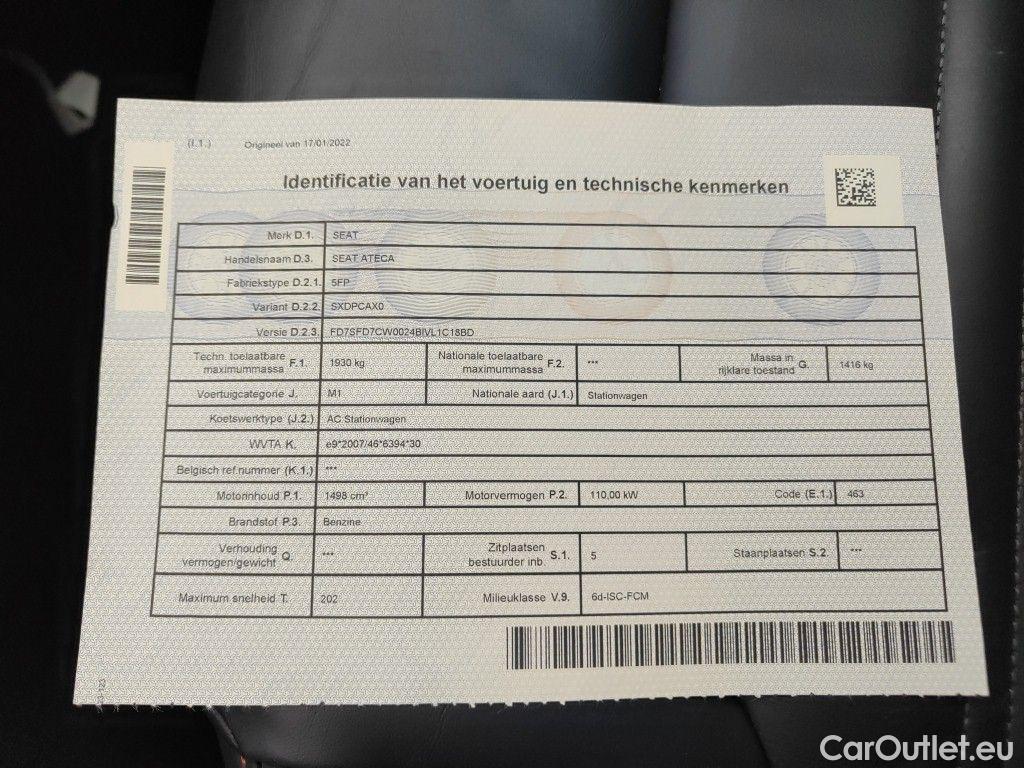 (I.1.) Origineel van 17/01/2022
Identificatie van het voertuig en technische kenmerken
Merk D.1. SEAT
Handelsnaam D.3. SEAT ATECA
Fabriekstype D.2.1. 5FP
Variant D.2.2. SXDPCAX0
Versie D.2.3. FD7SFD7CW0024BIVL1C18BD
Techn. toelaatbare maximummassa F.1. 1930 kg Nationale toelaatbare maximummassa F.2. *** Massa in rijklare toestand G. 1416 kg
Voertuigcategorie J. M1 Nationale aard (J.1.) Stationwagen
Koetswerktype (J.2.) AC Stationwagen
WVTA K. e9*2007/46*6394*30
Belgisch ref.nummer (K.1.) ***
Motorinhoud P.1. 1498 cm³ Motorvermogen P.2. 110,00 kW Code (E.1.) 463
Brandstof P.3. Benzine
Verhouding vermogen/gewicht Q. *** Zitplaatsen bestuurder inb. S.1. 5 Staanplaatsen S.2. ***
Maximum snelheid T. 202 Milieuklasse V.9. 6d-ISC-FCM
CarOutlet.eu